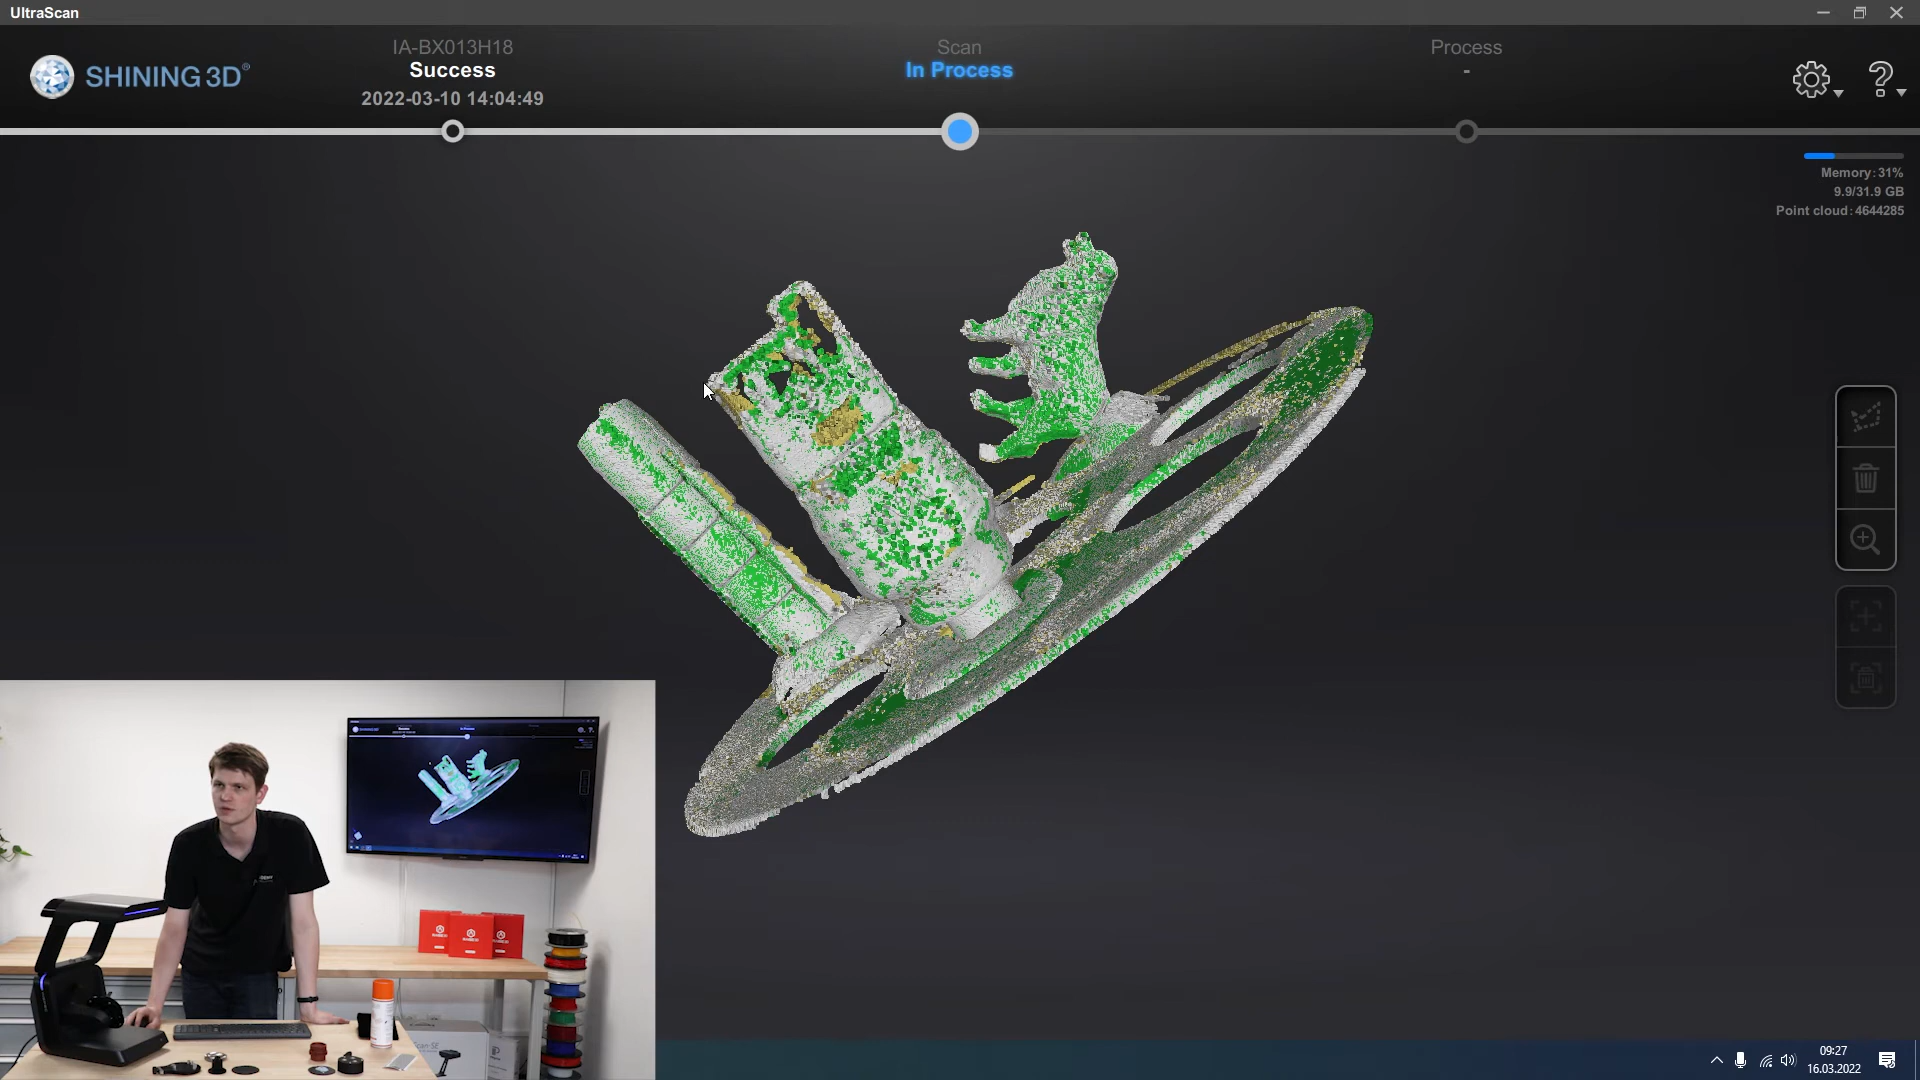 UltraScan
SHINING 3D®
IA-BX013H18
Success
2022-03-10 14:04:49
Scan
In Process
Process
-
Memory:31%
9.9/31.9 GB
Point cloud:4644285
09:27
16.03.2022